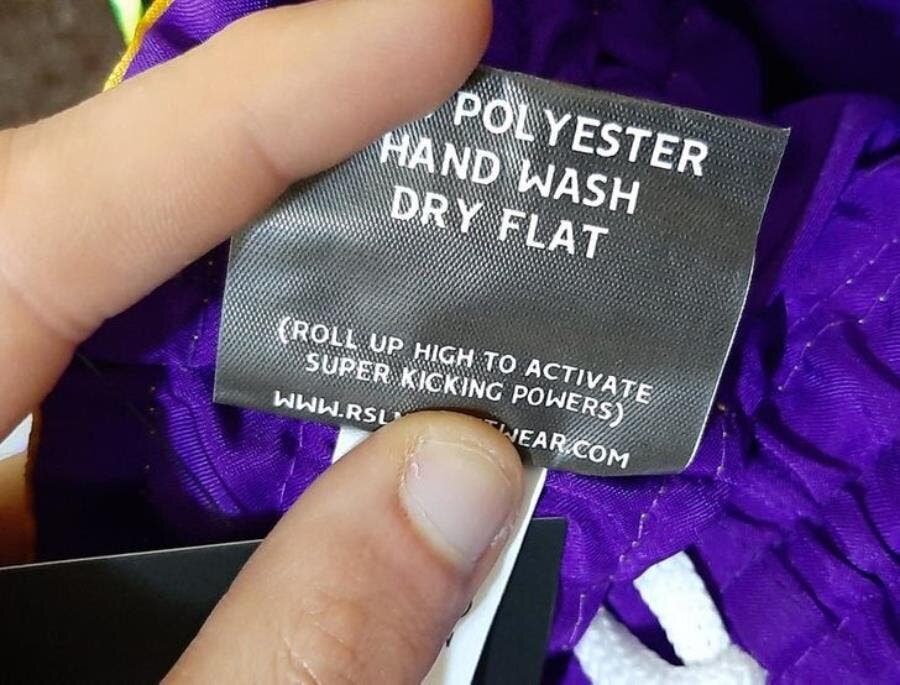 POLYESTER
HAND WASH
DRY FLAT
(ROLL UP HIGH TO ACTIVATE
SUPER KICKING POWERS)